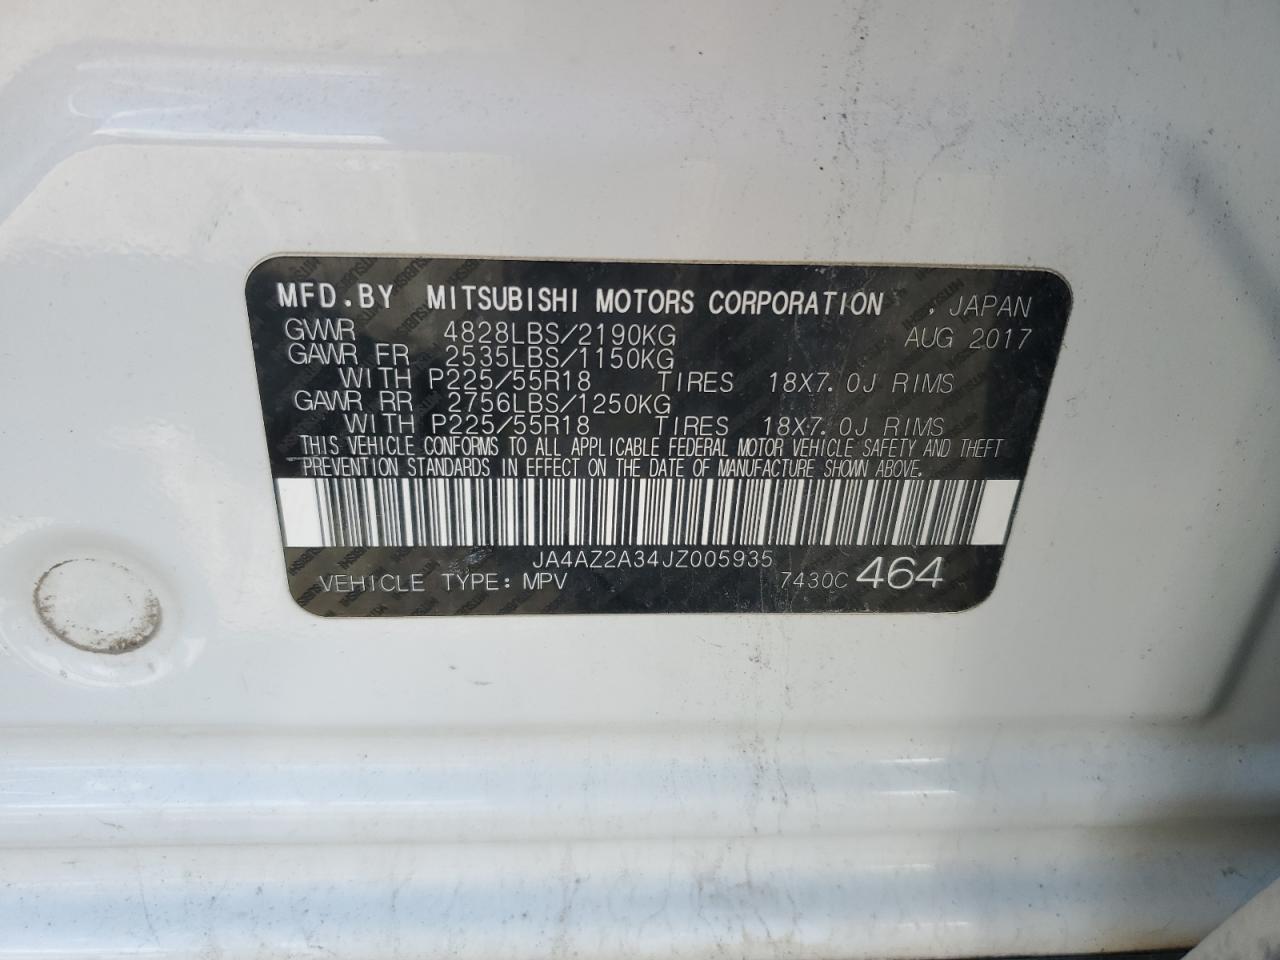 MFD.BY MITSUBISHI MOTORS CORPORATION , JAPAN
GVWR 4828LBS/2190KG AUG 2017
GAWR FR 2535LBS/1150KG
WITH P225/55R18 TIRES 18X7.0J RIMS
GAWR RR 2756LBS/1250KG
WITH P225/55R18 TIRES 18X7.0J RIMS
THIS VEHICLE CONFORMS TO ALL APPLICABLE FEDERAL MOTOR VEHICLE SAFETY AND THEFT
PREVENTION STANDARDS IN EFFECT ON THE DATE OF MANUFACTURE SHOWN ABOVE.
JA4AZ2A34JZ005935
VEHICLE TYPE: MPV 7430C 464